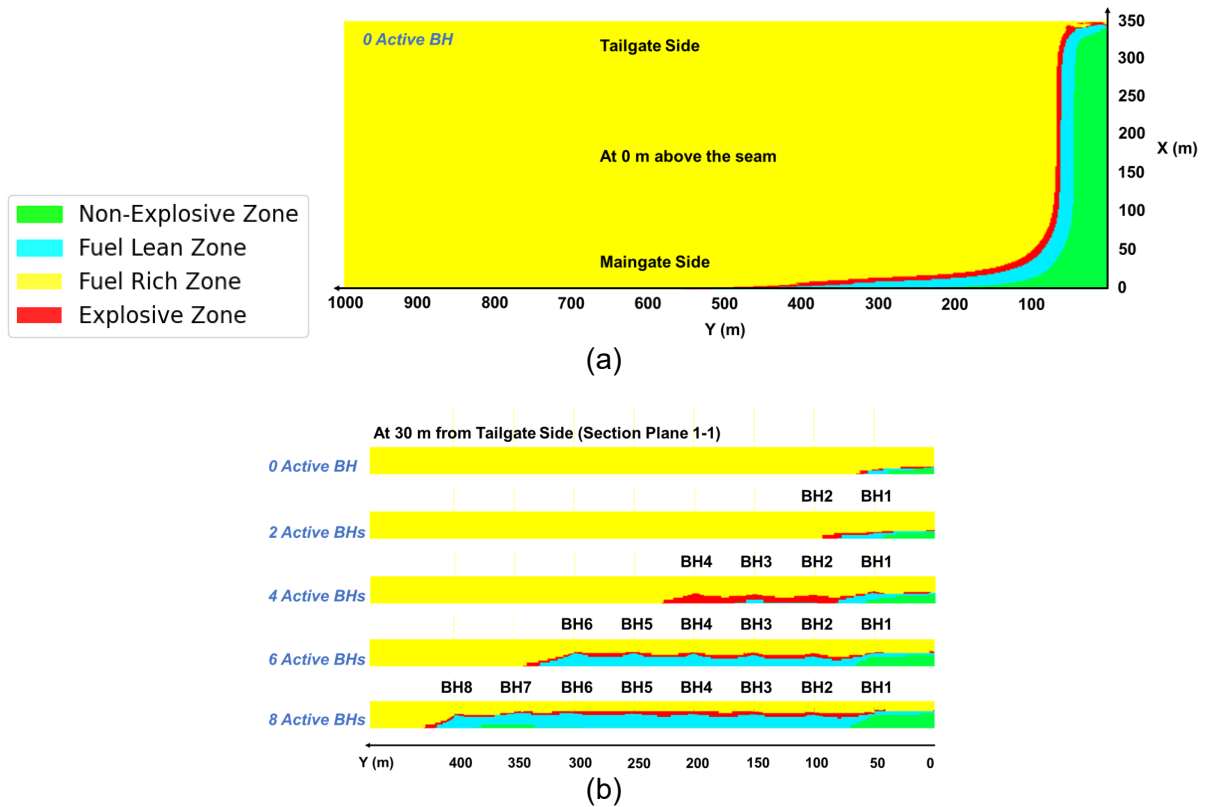 0 Active BH
Tailgate Side
At 0 m above the seam
Maingate Side
350
300
250
200
150
100
50
0
X (m)
1000 900 800 700 600 500 400 300 200 100
Y (m)
Non-Explosive Zone
Fuel Lean Zone
Fuel Rich Zone
Explosive Zone
(a)
At 30 m from Tailgate Side (Section Plane 1-1)
0 Active BH
BH2 BH1
2 Active BHs
BH4 BH3 BH2 BH1
4 Active BHs
BH6 BH5 BH4 BH3 BH2 BH1
6 Active BHs
BH8 BH7 BH6 BH5 BH4 BH3 BH2 BH1
8 Active BHs
Y (m) 400 350 300 250 200 150 100 50 0
(b)